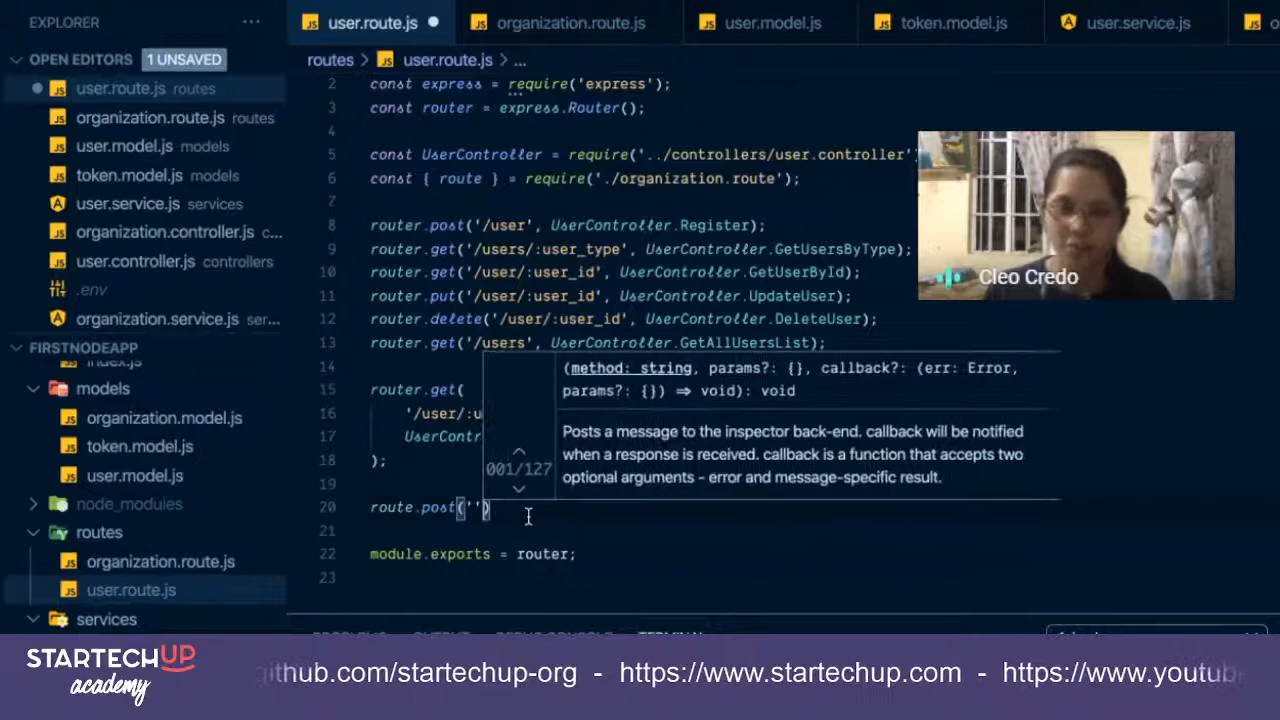 EXPLORER
···
user.route.js
organization.route.js
user.model.js
token.model.js
user.service.js
OPEN EDITORS
1 UNSAVED
routes > user.route.js > ...
user.route.js routes
organization.route.js routes
user.model.js models
token.model.js models
user.service.js services
organization.controller.js c...
user.controller.js controllers
.env
organization.service.js ser...
FIRSTNODEAPP
index.js
models
organization.model.js
token.model.js
user.model.js
node_modules
routes
organization.route.js
user.route.js
services
2 const express = require('express');
3 const router = express.Router();
4
5 const UserController = require('../controllers/user.controller'
6 const { route } = require('./organization.route');
7
8 router.post('/user', UserController.Register);
9 router.get('/users/:user_type', UserController.GetUsersByType);
10 router.get('/user/:user_id', UserController.GetUserById);
11 router.put('/user/:user_id', UserController.UpdateUser);
12 router.delete('/user/:user_id', UserController.DeleteUser);
13 router.get('/users', UserController.GetAllUsersList);
14
15 router.get(
16 '/user/:u
17 UserContr
18 );
19
20 route.post('')
21
22 module.exports = router;
23
(method: string, params?: {}, callback?: (err: Error,
params?: {}) => void): void
001/127
Posts a message to the inspector back-end. callback will be notified
when a response is received. callback is a function that accepts two
optional arguments - error and message-specific result.
Cleo Credo
STARTECHUP
academy
github.com/startechup-org - https://www.startechup.com - https://www.youtub